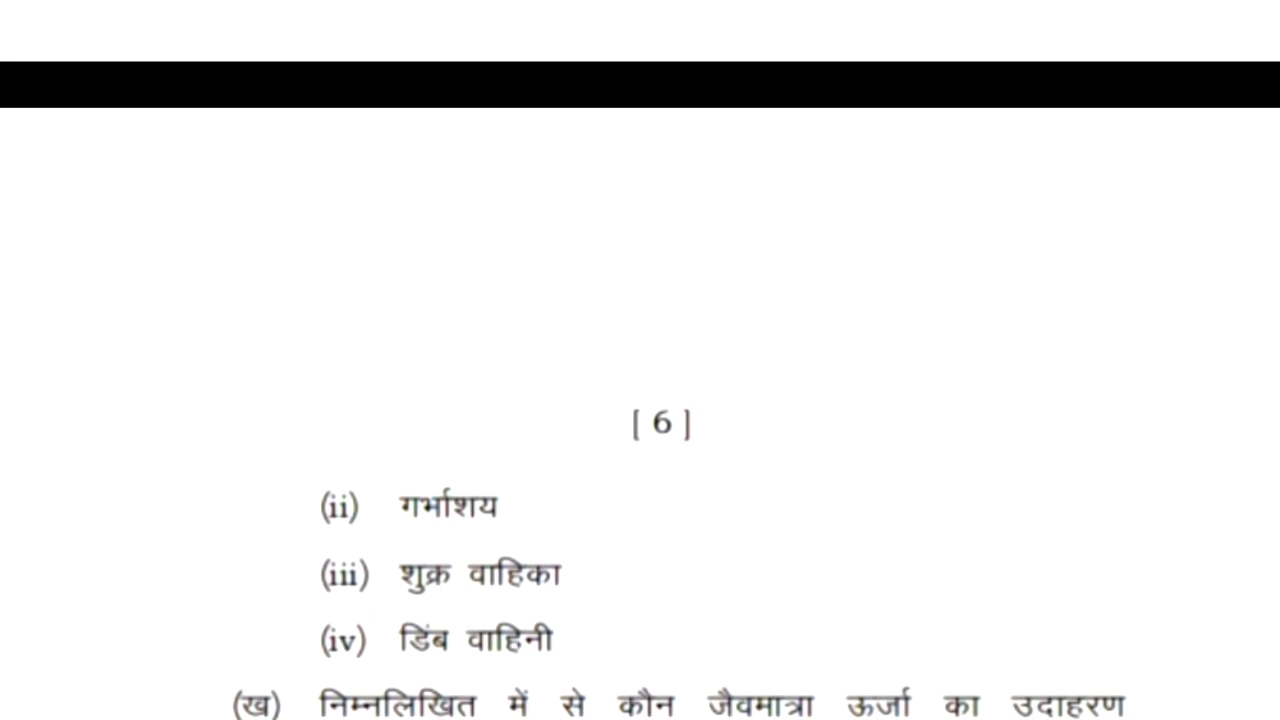 [ 6 ]
(ii) गर्भाशय
(iii) शुक्र वाहिका
(iv) डिंब वाहिनी
(ख) निम्नलिखित में से कौन जैवमात्रा ऊर्जा का उदाहरण